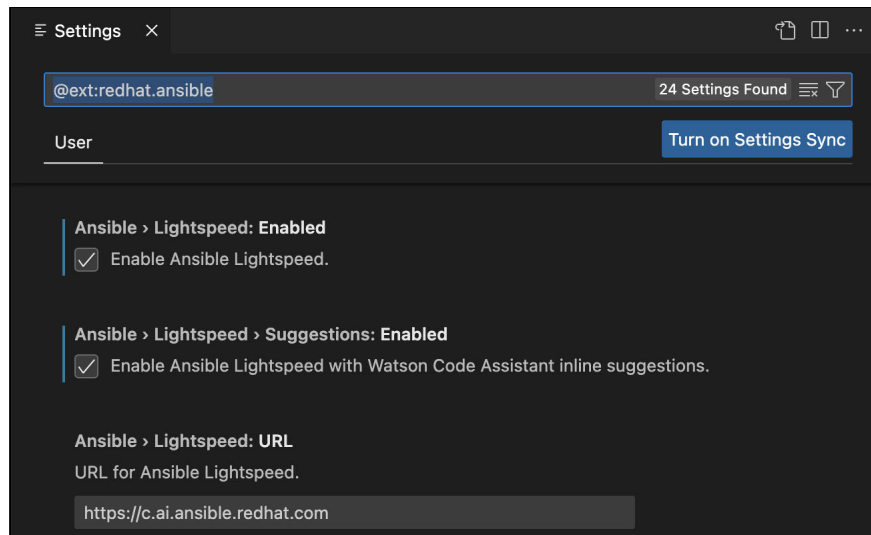 Settings
@ext:redhat.ansible 24 Settings Found
User Turn on Settings Sync
Ansible › Lightspeed: Enabled
Enable Ansible Lightspeed.
Ansible › Lightspeed › Suggestions: Enabled
Enable Ansible Lightspeed with Watson Code Assistant inline suggestions.
Ansible › Lightspeed: URL
URL for Ansible Lightspeed.
https://c.ai.ansible.redhat.com